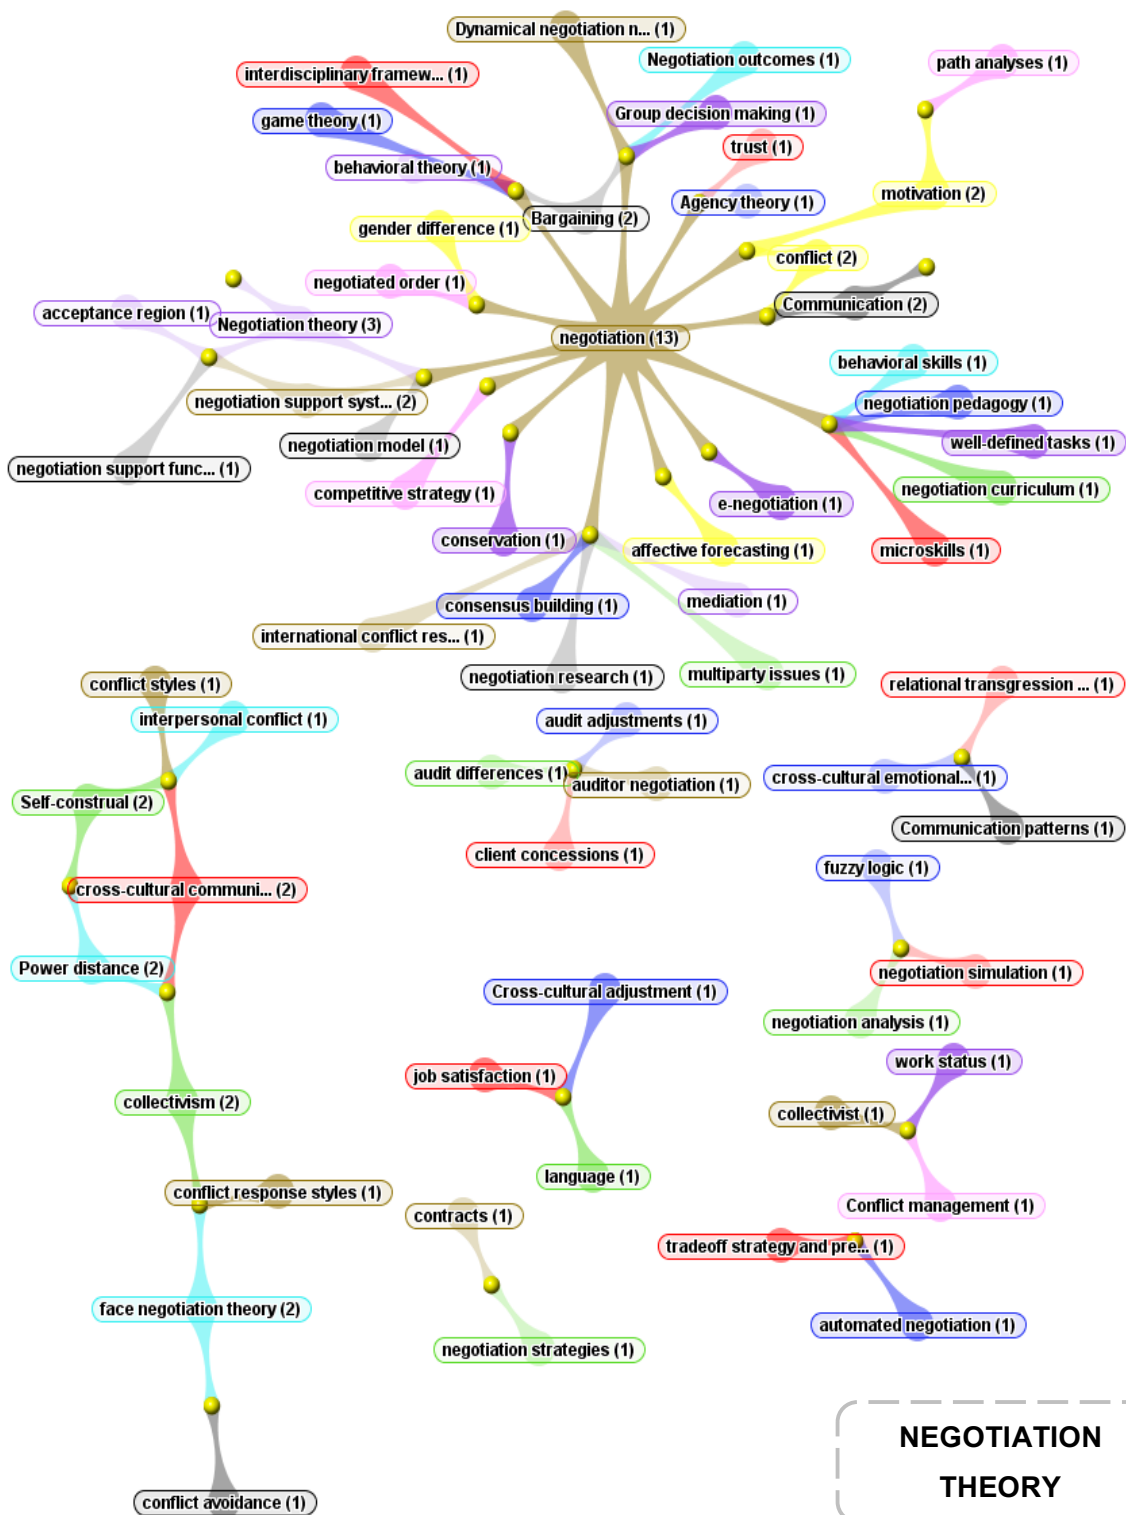 Dynamical negotiation n... (1)
Negotiation outcomes (1)
path analyses (1)
interdisciplinary framew... (1)
Group decision making (1)
game theory (1)
trust (1)
behavioral theory (1)
motivation (2)
Agency theory (1)
Bargaining (2)
gender difference (1)
conflict (2)
negotiated order (1)
Communication (2)
acceptance region (1)
Negotiation theory (3)
negotiation (13)
behavioral skills (1)
negotiation support syst... (2)
negotiation pedagogy (1)
negotiation model (1)
well-defined tasks (1)
negotiation support func... (1)
competitive strategy (1)
negotiation curriculum (1)
e-negotiation (1)
conservation (1)
affective forecasting (1)
microskills (1)
consensus building (1)
mediation (1)
international conflict res... (1)
negotiation research (1)
multiparty issues (1)
conflict styles (1)
relational transgression ... (1)
interpersonal conflict (1)
audit adjustments (1)
audit differences (1)
auditor negotiation (1)
cross-cultural emotional... (1)
Self-construal (2)
Communication patterns (1)
client concessions (1)
fuzzy logic (1)
cross-cultural communi... (2)
Power distance (2)
negotiation simulation (1)
Cross-cultural adjustment (1)
negotiation analysis (1)
work status (1)
job satisfaction (1)
collectivism (2)
collectivist (1)
language (1)
conflict response styles (1)
Conflict management (1)
contracts (1)
tradeoff strategy and pre... (1)
face negotiation theory (2)
automated negotiation (1)
negotiation strategies (1)
NEGOTIATION
THEORY
conflict avoidance (1)